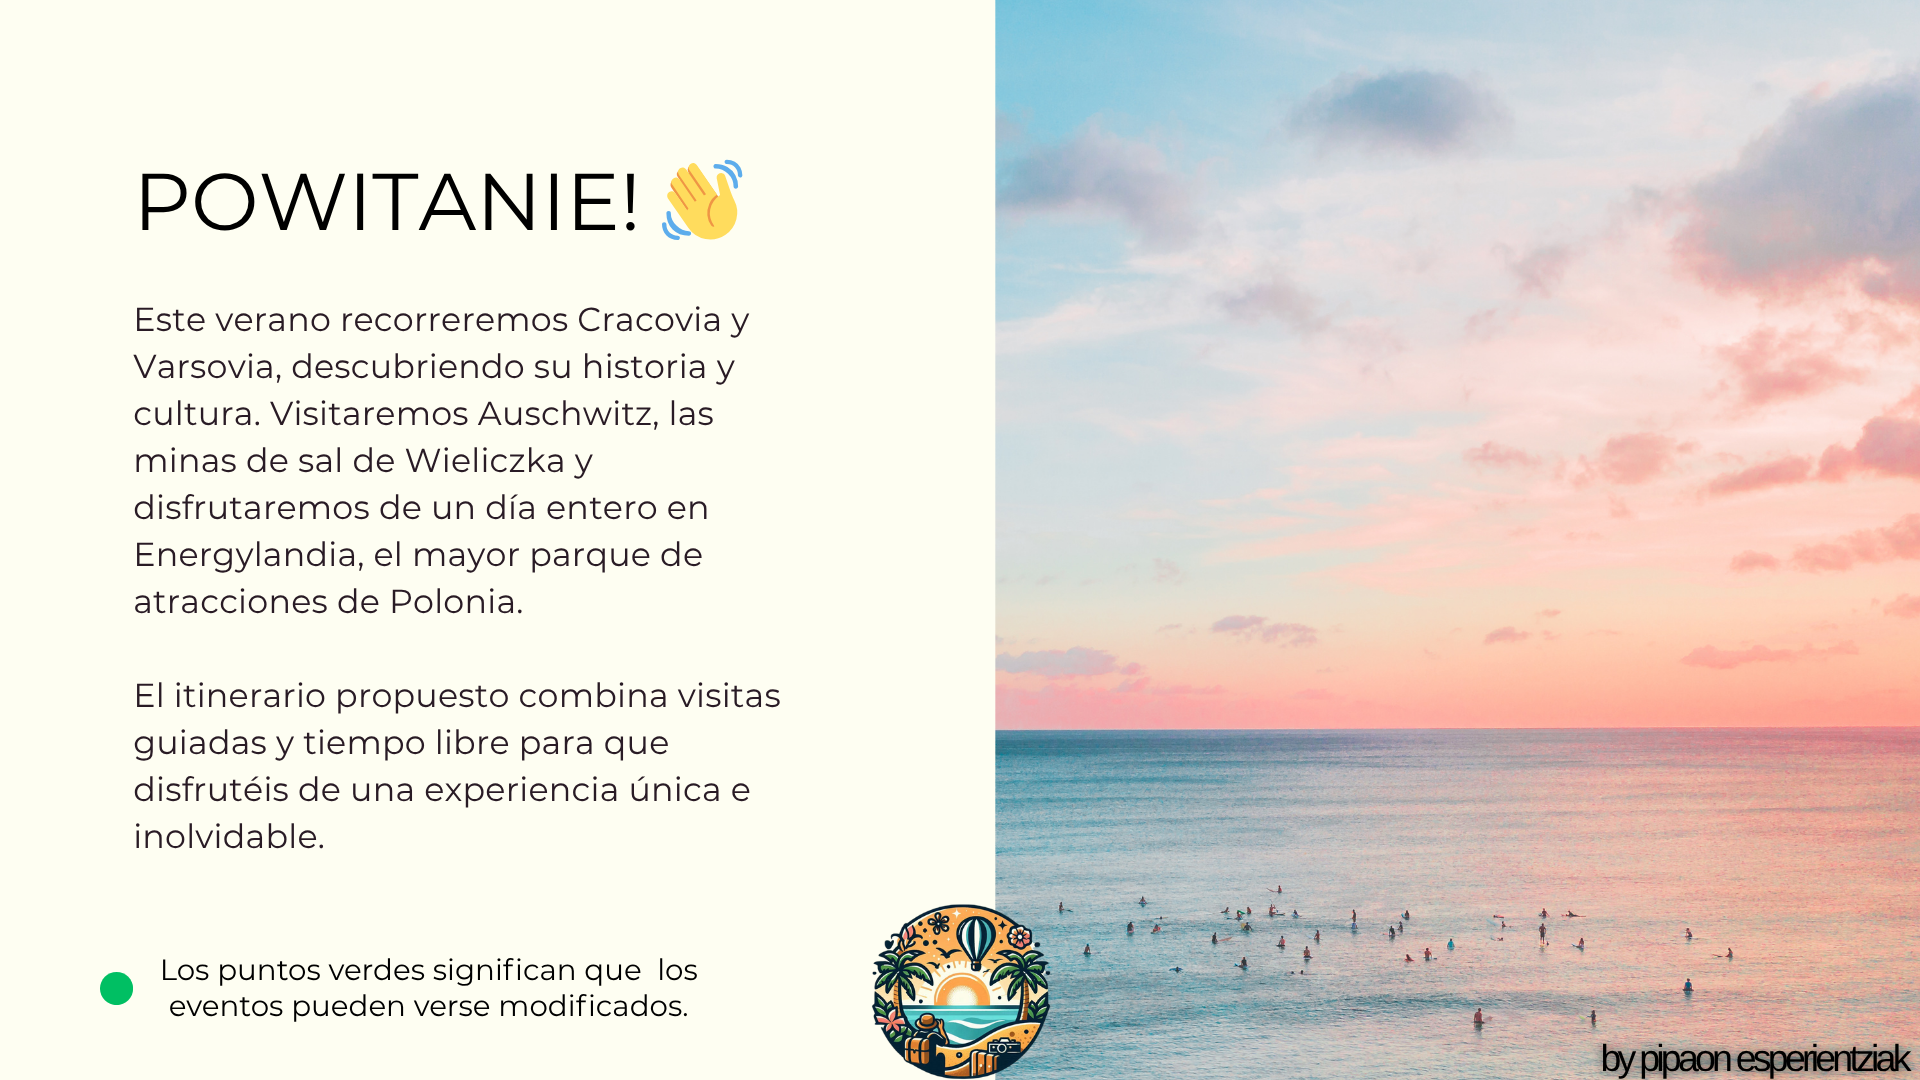 POWITANIE! 👋
Este verano recorreremos Cracovia y
Varsovia, descubriendo su historia y
cultura. Visitaremos Auschwitz, las
minas de sal de Wieliczka y
disfrutaremos de un día entero en
Energylandia, el mayor parque de
atracciones de Polonia.
El itinerario propuesto combina visitas
guiadas y tiempo libre para que
disfrutéis de una experiencia única e
inolvidable.
Los puntos verdes significan que  los
eventos pueden verse modificados.
by pipaon esperientziak